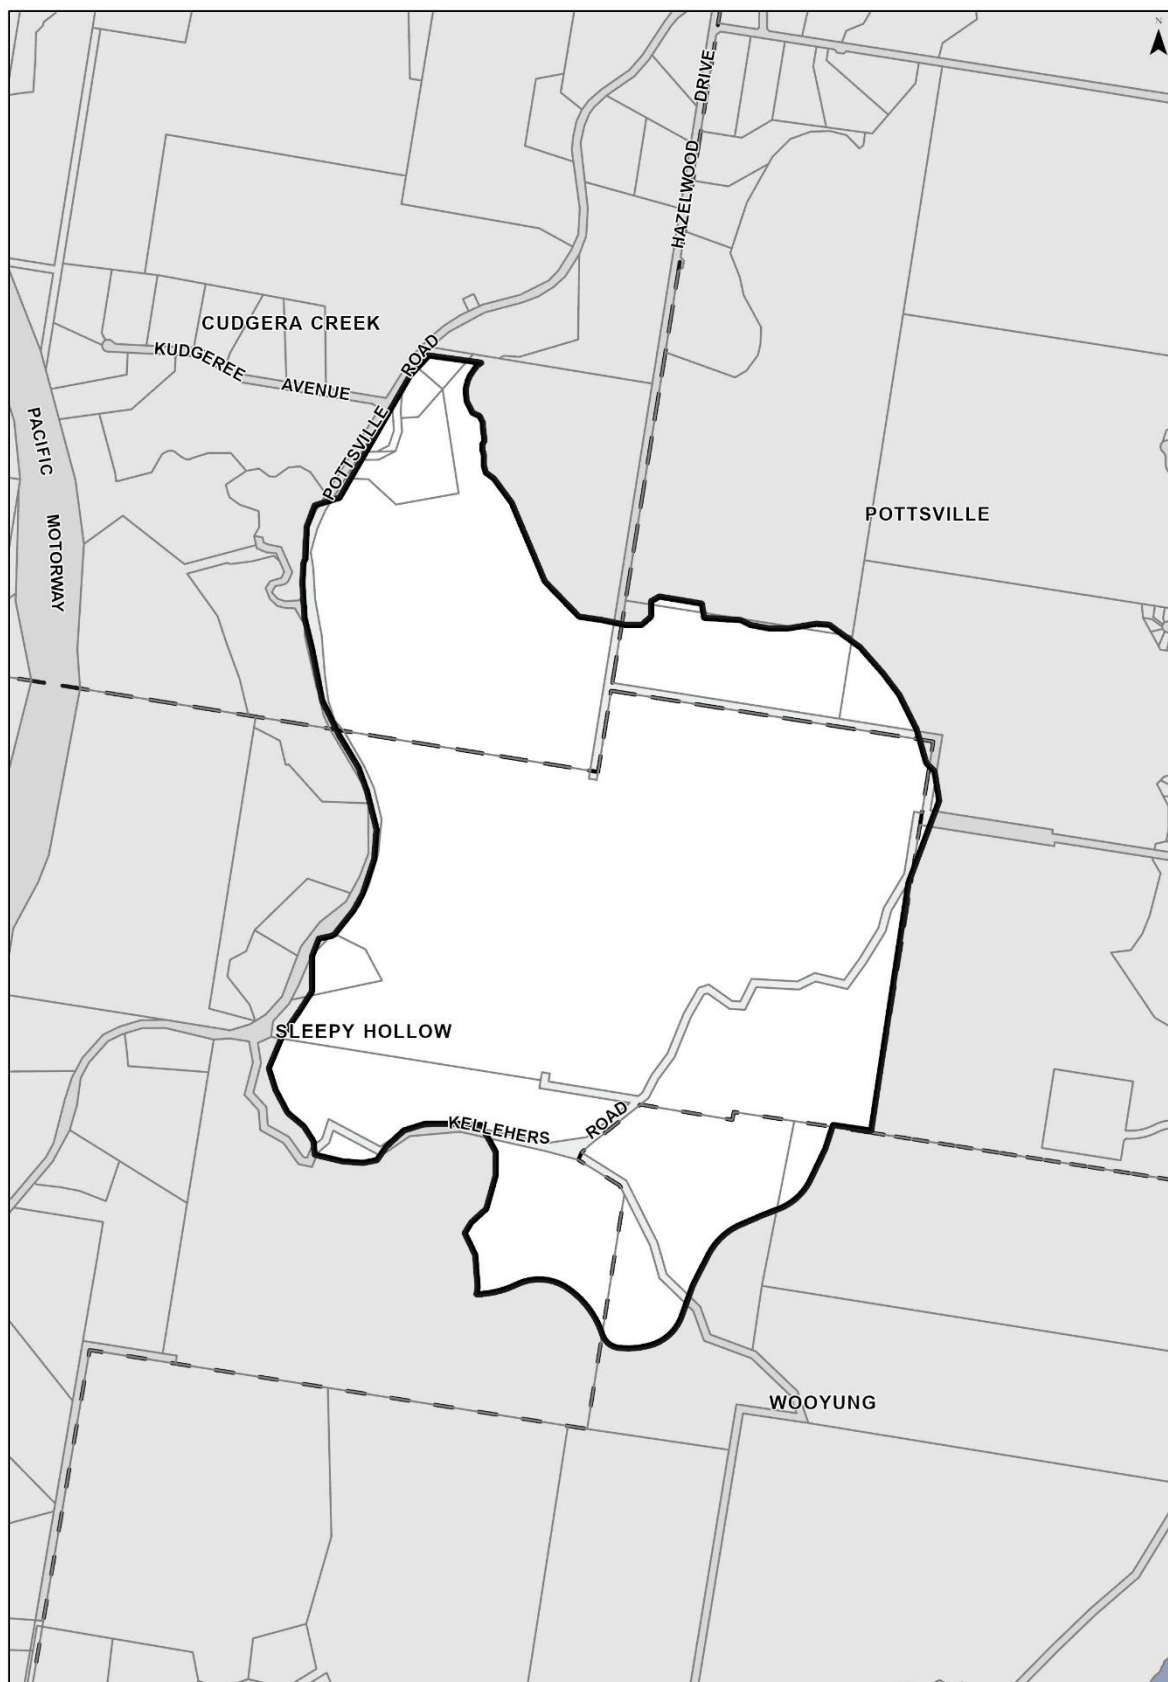 N
HAZELWOOD DRIVE
CUDGERA CREEK
KUDGEREE AVENUE
POTTSVILLE ROAD
PACIFIC MOTORWAY
POTTSVILLE
SLEEPY HOLLOW
KELLEHERS ROAD
WOOYUNG